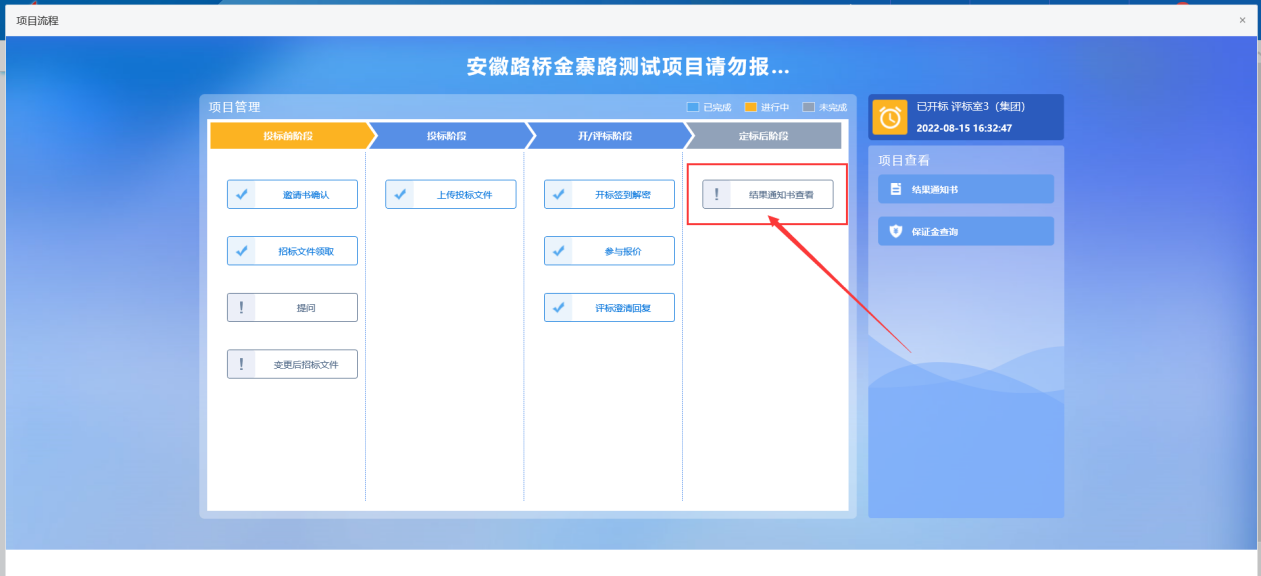 项目流程
×
安徽路桥金寨路测试项目请勿报...
项目管理
已完成 进行中 未完成
投标前阶段 投标阶段 开/评标阶段 定标后阶段
邀请书确认 上传投标文件 开标签到解密 ! 结果通知书查看
招标文件领取 参与报价
! 提问 评标澄清回复
! 变更后招标文件
已开标 评标室3（集团）
2022-08-15 16:32:47
项目查看
结果通知书
保证金查询